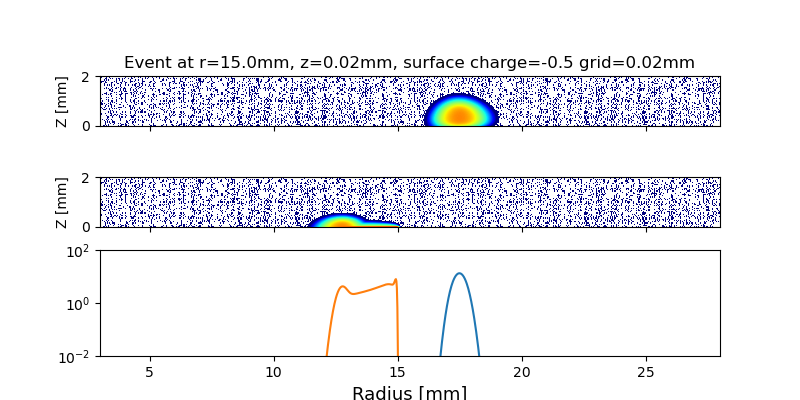 Event at r=15.0mm, z=0.02mm, surface charge=-0.5 grid=0.02mm
2
Z [mm]
0
2
Z [mm]
0
10²
10⁰
10⁻²
5 10 15 20 25
Radius [mm]